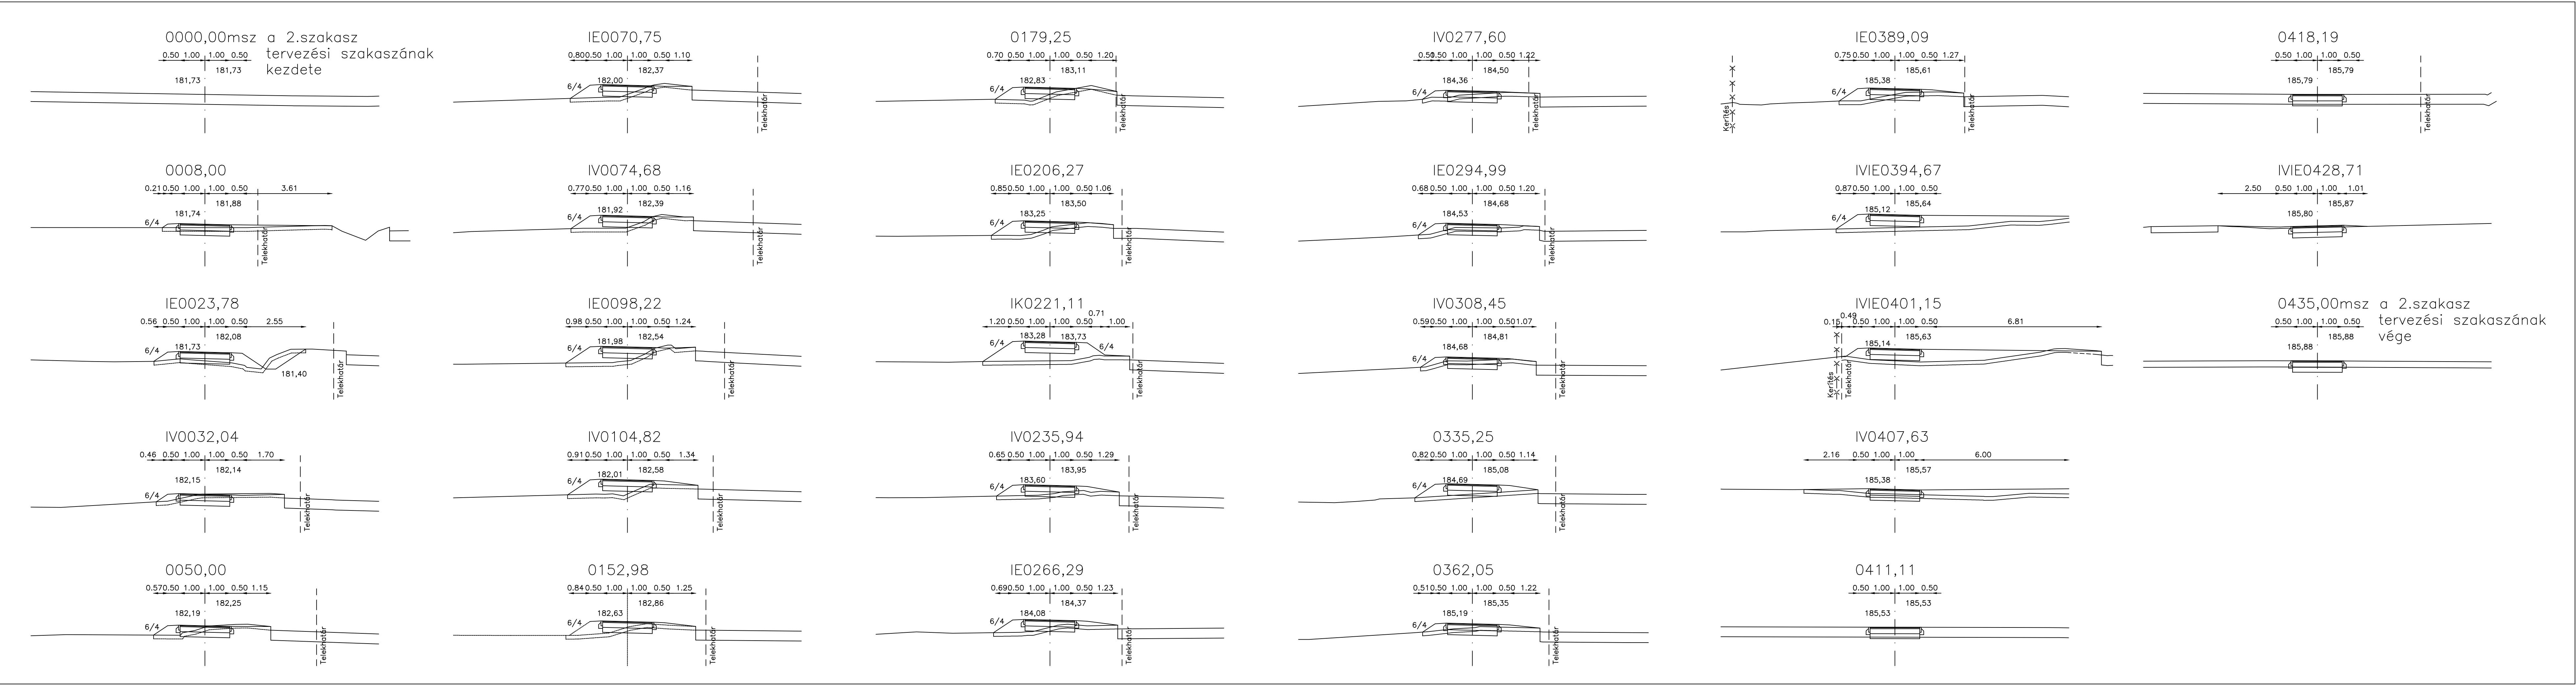 0000,00msz a 2.szakasz
tervezési szakaszának
kezdete
0.50 1.00 1.00 0.50
181,73
181,73
0008,00
0.21 0.50 1.00 1.00 0.50 3.61
181,88
181,74
6/4
Telekhatár
IE0023,78
0.56 0.50 1.00 1.00 0.50 2.55
182,08
181,73
6/4
181,40
Telekhatár
IV0032,04
0.46 0.50 1.00 1.00 0.50 1.70
182,14
182,15
6/4
Telekhatár
0050,00
0.57 0.50 1.00 1.00 0.50 1.15
182,25
182,19
6/4
Telekhatár
IE0070,75
0.80 0.50 1.00 1.00 0.50 1.10
182,37
182,00
6/4
Telekhatár
IV0074,68
0.77 0.50 1.00 1.00 0.50 1.16
182,39
181,92
6/4
Telekhatár
IE0098,22
0.98 0.50 1.00 1.00 0.50 1.24
182,54
181,98
6/4
Telekhatár
IV0104,82
0.91 0.50 1.00 1.00 0.50 1.34
182,58
182,01
6/4
Telekhatár
0152,98
0.84 0.50 1.00 1.00 0.50 1.25
182,86
182,63
6/4
Telekhatár
0179,25
0.70 0.50 1.00 1.00 0.50 1.20
183,11
182,83
6/4
Telekhatár
IE0206,27
0.85 0.50 1.00 1.00 0.50 1.06
183,50
183,25
6/4
Telekhatár
IK0221,11
0.71
1.20 0.50 1.00 1.00 0.50 1.00
183,28 183,73
6/4
6/4
Telekhatár
IV0235,94
0.65 0.50 1.00 1.00 0.50 1.29
183,95
183,60
6/4
Telekhatár
IE0266,29
0.69 0.50 1.00 1.00 0.50 1.23
184,37
184,08
6/4
Telekhatár
IV0277,60
0.50 0.50 1.00 1.00 0.50 1.22
184,50
184,36
6/4
Telekhatár
IE0294,99
0.68 0.50 1.00 1.00 0.50 1.20
184,68
184,53
6/4
Telekhatár
IV0308,45
0.59 0.50 1.00 1.00 0.50 1.07
184,81
184,68
6/4
Telekhatár
0335,25
0.82 0.50 1.00 1.00 0.50 1.14
185,08
184,69
6/4
Telekhatár
0362,05
0.51 0.50 1.00 1.00 0.50 1.22
185,35
185,19
6/4
Telekhatár
IE0389,09
0.75 0.50 1.00 1.00 0.50 1.27
185,61
185,38
6/4
Kerítés
Telekhatár
IVIE0394,67
0.87 0.50 1.00 1.00 0.50
185,64
185,12
6/4
IVIE0401,15
0.49
0.15 0.50 1.00 1.00 0.50 6.81
185,63
185,14
6/4
Kerítés
Telekhatár
IV0407,63
2.16 0.50 1.00 1.00 6.00
185,57
185,38
0411,11
0.50 1.00 1.00 0.50
185,53
185,53
0418,19
0.50 1.00 1.00 0.50
185,79
185,79
Telekhatár
IVIE0428,71
2.50 0.50 1.00 1.00 1.01
185,87
185,80
0435,00msz a 2.szakasz
tervezési szakaszának
vége
0.50 1.00 1.00 0.50
185,88
185,88